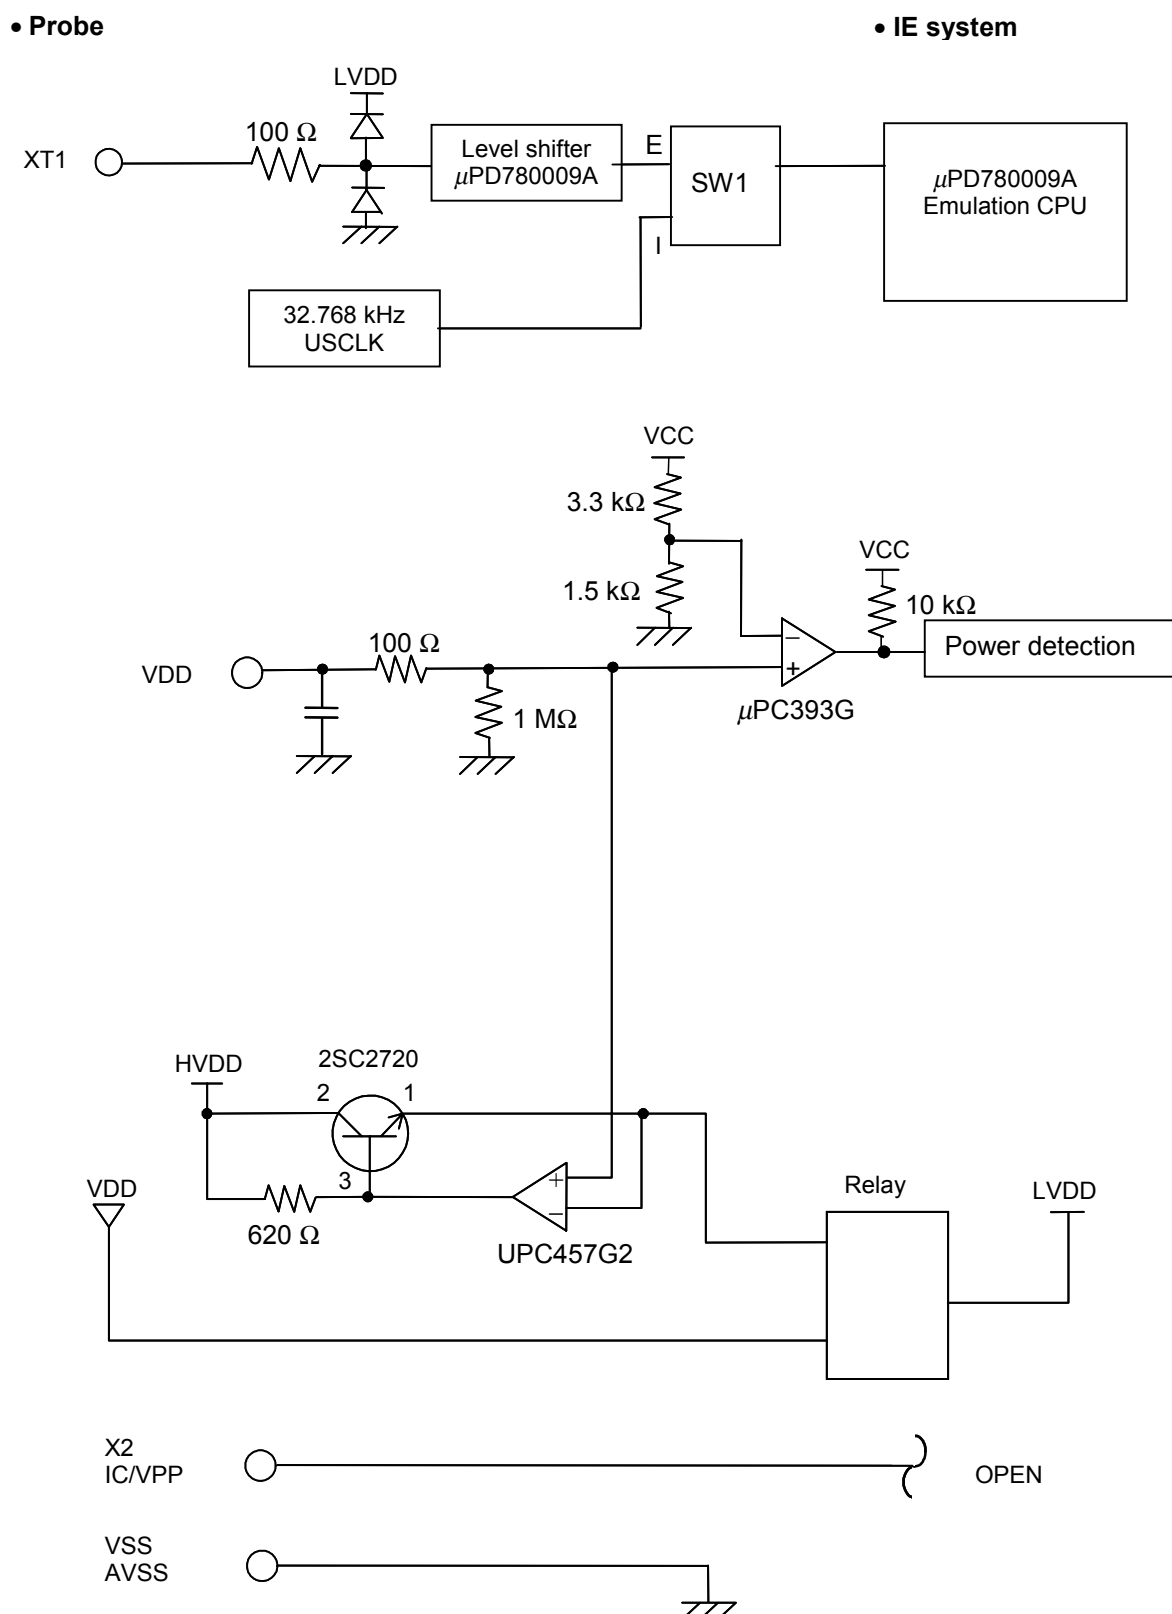 • Probe
• IE system
LVDD
100 Ω
XT1
Level shifter
μPD780009A
E
SW1
I
μPD780009A
Emulation CPU
32.768 kHz
USCLK
VCC
3.3 kΩ
1.5 kΩ
VCC
10 kΩ
Power detection
100 Ω
VDD
1 MΩ
−
+
μPC393G
HVDD
2SC2720
2
1
3
VDD
620 Ω
+
−
UPC457G2
Relay
LVDD
X2
IC/VPP
OPEN
VSS
AVSS